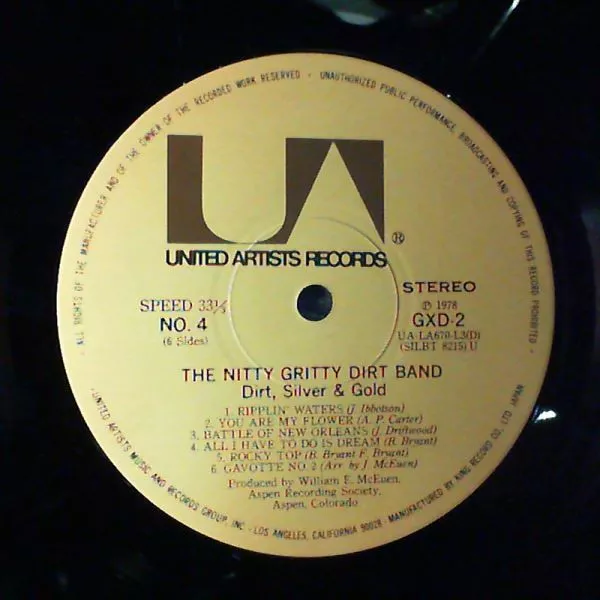 · ALL RIGHTS OF THE MANUFACTURER AND OF THE OWNER OF THE RECORDED WORK RESERVED · UNAUTHORIZED PUBLIC PERFORMANCE, BROADCASTING AND COPYING OF THIS RECORD PROHIBITED ·
UA
UNITED ARTISTS RECORDS ®
SPEED 33⅓
NO. 4
(6 Sides)
STEREO
℗ 1978
GXD-2
UA-LA670-L3(D)
(SILBT 8215) U
THE NITTY GRITTY DIRT BAND
Dirt, Silver & Gold
1. RIPPLIN' WATERS (J. Ibbotson)
2. YOU ARE MY FLOWER (A. P. Carter)
3. BATTLE OF NEW ORLEANS (J. Driftwood)
4. ALL I HAVE TO DO IS DREAM (B. Bryant)
5. ROCKY TOP (B. Bryant F. Bryant)
6. GAVOTTE NO. 2 (Arr by J. McEuen)
Produced by William E. McEuen,
Aspen Recording Society,
Aspen, Colorado
· UNITED ARTISTS MUSIC AND RECORDS GROUP, INC · LOS ANGELES, CALIFORNIA 90028 · MANUFACTURED BY KING RECORD CO., LTD. JAPAN